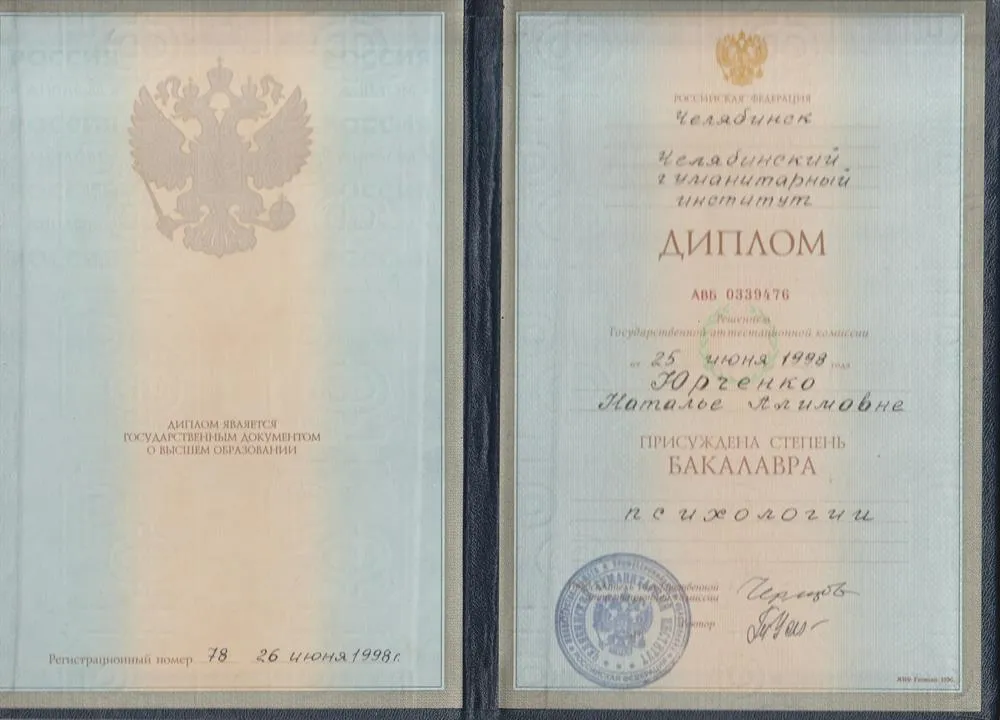 ДИПЛОМ ЯВЛЯЕТСЯ
ГОСУДАРСТВЕННЫМ ДОКУМЕНТОМ
О ВЫСШЕМ ОБРАЗОВАНИИ
Регистрационный номер 78 26 июня 1998г.
РОССИЙСКАЯ ФЕДЕРАЦИЯ
Челябинск
Челябинский
гуманитарный
институт
ДИПЛОМ
АВБ 0339476
Решением
Государственной аттестационной комиссии
от 25 июня 1998 года
Юрченко
Наталье Алимовне
ПРИСУЖДЕНА СТЕПЕНЬ
БАКАЛАВРА
психологии